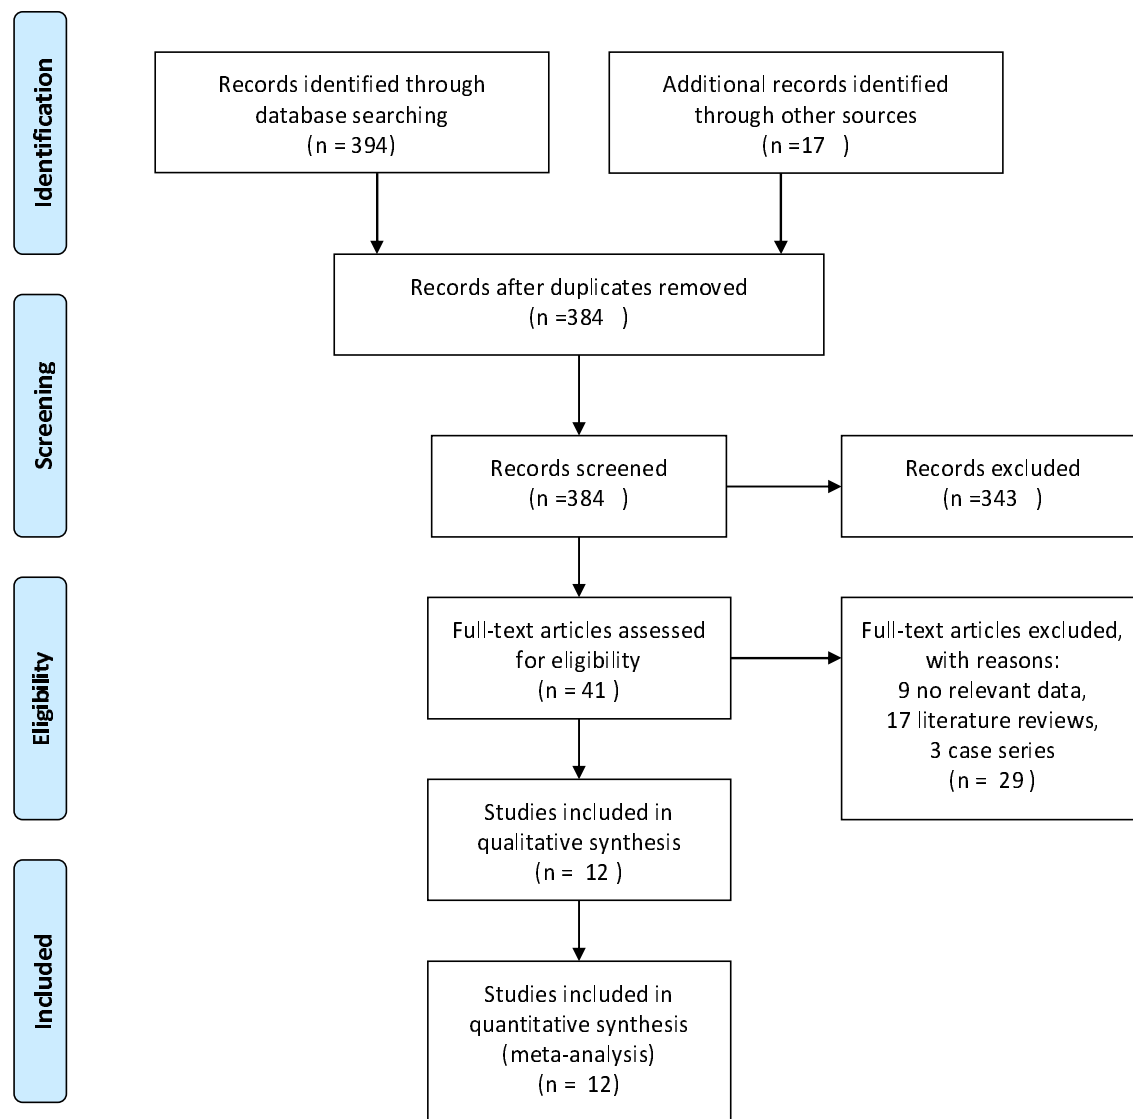 Identification
Records identified through
database searching
(n = 394)
Additional records identified
through other sources
(n =17   )
Records after duplicates removed
(n =384   )
Screening
Records screened
(n =384   )
Records excluded
(n =343   )
Eligibility
Full-text articles assessed
for eligibility
(n = 41 )
Full-text articles excluded,
with reasons:
9 no relevant data,
17 literature reviews,
3 case series
(n =  29 )
Studies included in
qualitative synthesis
(n =  12 )
Included
Studies included in
quantitative synthesis
(meta-analysis)
(n =  12)